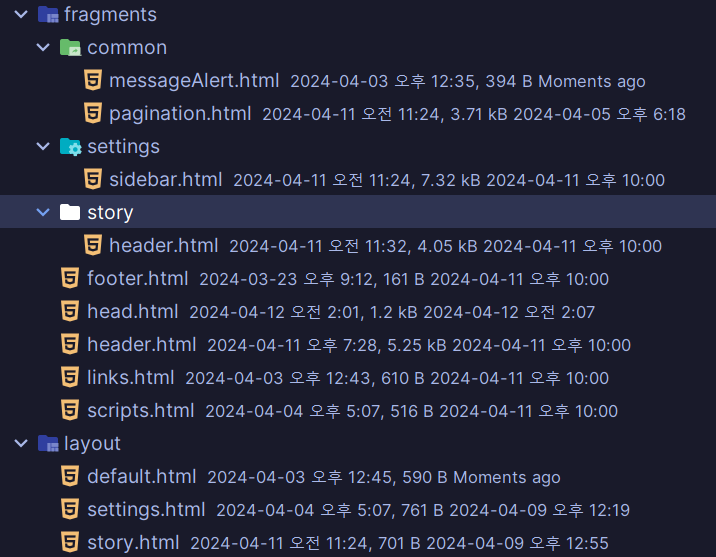 fragments
common
messageAlert.html 2024-04-03 오후 12:35, 394 B Moments ago
pagination.html 2024-04-11 오전 11:24, 3.71 kB 2024-04-05 오후 6:18
settings
sidebar.html 2024-04-11 오전 11:24, 7.32 kB 2024-04-11 오후 10:00
story
header.html 2024-04-11 오전 11:32, 4.05 kB 2024-04-11 오후 10:00
footer.html 2024-03-23 오후 9:12, 161 B 2024-04-11 오후 10:00
head.html 2024-04-12 오전 2:01, 1.2 kB 2024-04-12 오전 2:07
header.html 2024-04-11 오후 7:28, 5.25 kB 2024-04-11 오후 10:00
links.html 2024-04-03 오후 12:43, 610 B 2024-04-11 오후 10:00
scripts.html 2024-04-04 오후 5:07, 516 B 2024-04-11 오후 10:00
layout
default.html 2024-04-03 오후 12:45, 590 B Moments ago
settings.html 2024-04-04 오후 5:07, 761 B 2024-04-09 오후 12:19
story.html 2024-04-11 오전 11:24, 701 B 2024-04-09 오후 12:55